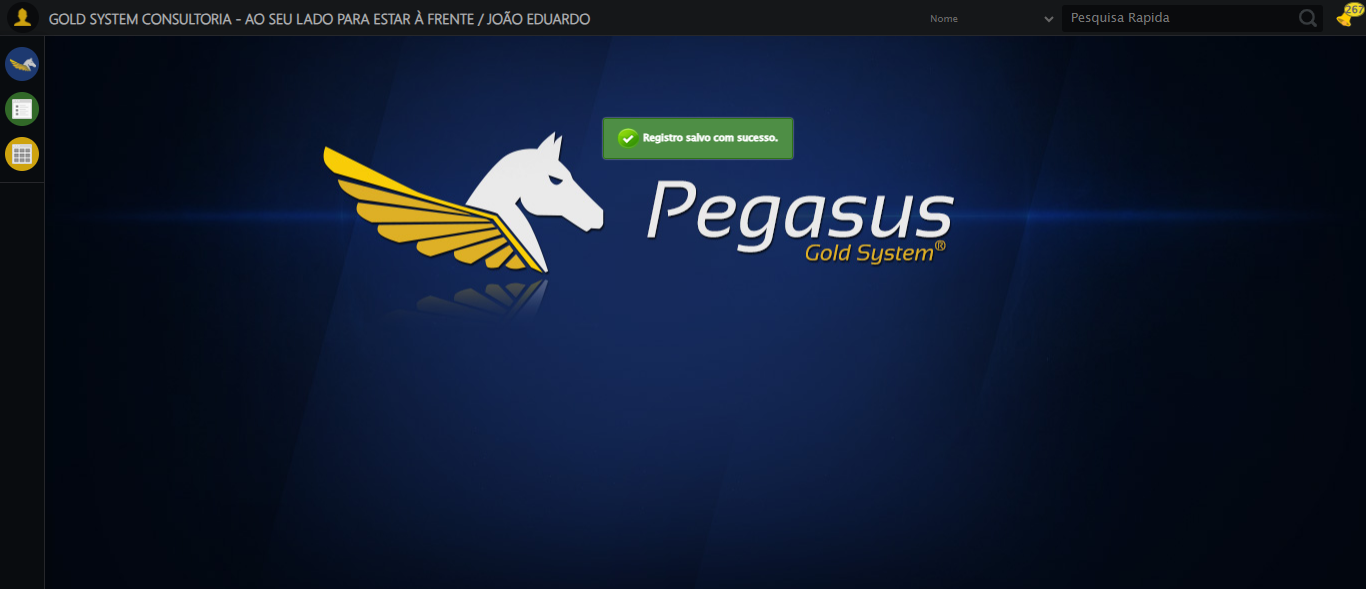 GOLD SYSTEM CONSULTORIA - AO SEU LADO PARA ESTAR À FRENTE / JOÃO EDUARDO
Nome
Pesquisa Rapida
267
Registro salvo com sucesso.
Pegasus
Gold System®